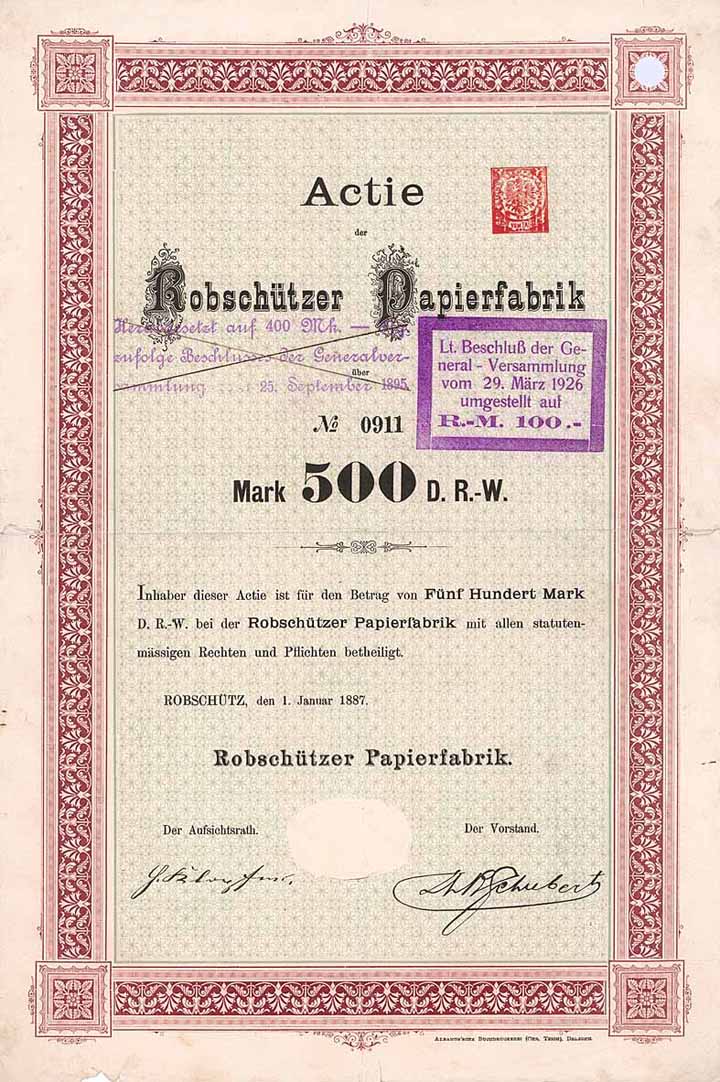 Actie
der
Robschützer Papierfabrik
Herabgesetzt auf 400 Mk.
zufolge Beschlusses der Generalver-
sammlung 25. September 1895
über
Lt. Beschluß der Ge-
neral-Versammlung
vom 29. März 1926
umgestellt auf
R.-M. 100.-
№ 0911
Mark 500 D. R.-W.
Inhaber dieser Actie ist für den Betrag von Fünf Hundert Mark
D. R.-W. bei der Robschützer Papierfabrik mit allen statuten-
mässigen Rechten und Pflichten betheiligt.
ROBSCHÜTZ, den 1. Januar 1887.
Robschützer Papierfabrik.
Der Aufsichtsrath. Der Vorstand.
Schubert